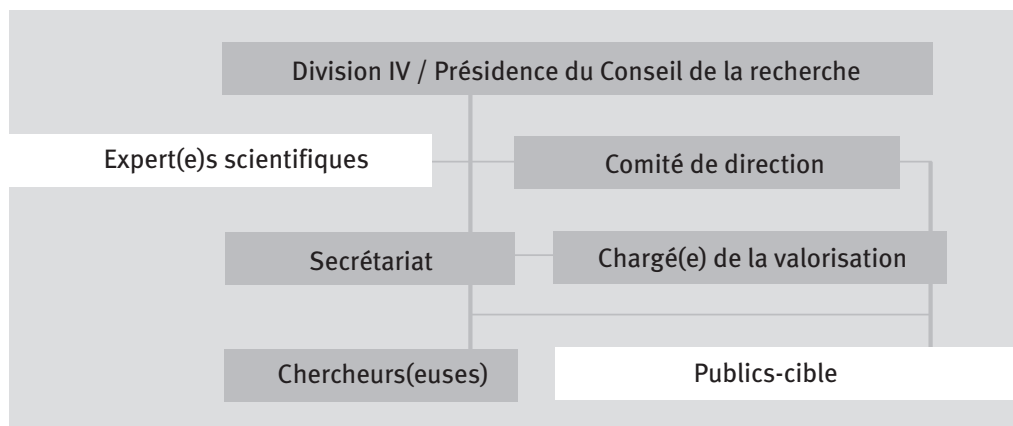 Division IV / Présidence du Conseil de la recherche
Expert(e)s scientifiques
Comité de direction
Secrétariat
Chargé(e) de la valorisation
Chercheurs(euses)
Publics-cible